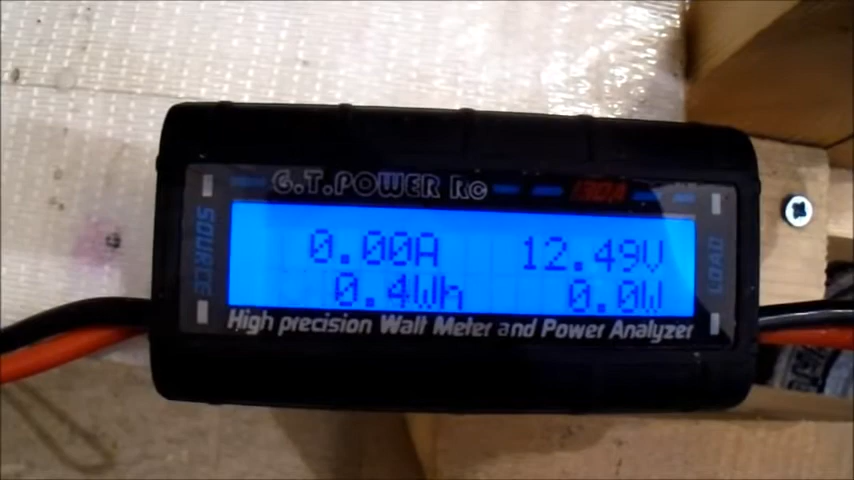 G.T.POWER RC 130A
SOURCE
0.00A 12.49V
0.4Wh 0.0W
LOAD
High precision Watt Meter and Power Analyzer